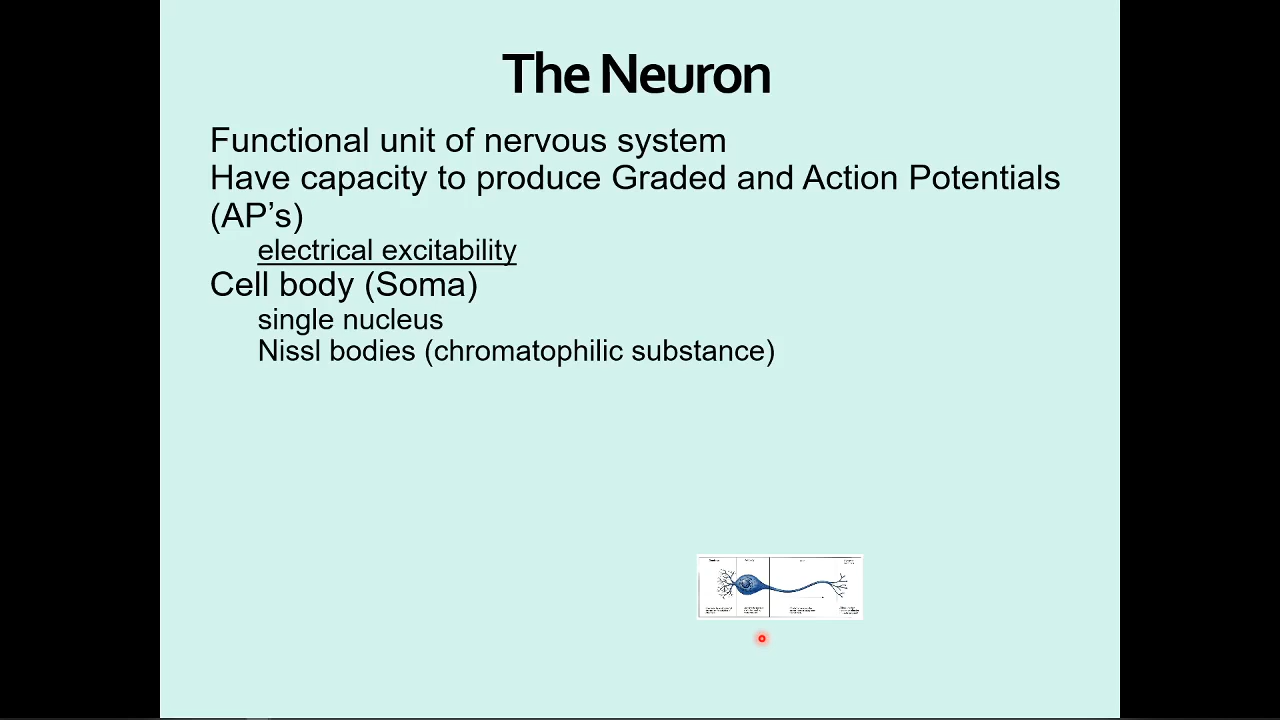 The Neuron
Functional unit of nervous system
Have capacity to produce Graded and Action Potentials
(AP’s)
electrical excitability
Cell body (Soma)
single nucleus
Nissl bodies (chromatophilic substance)